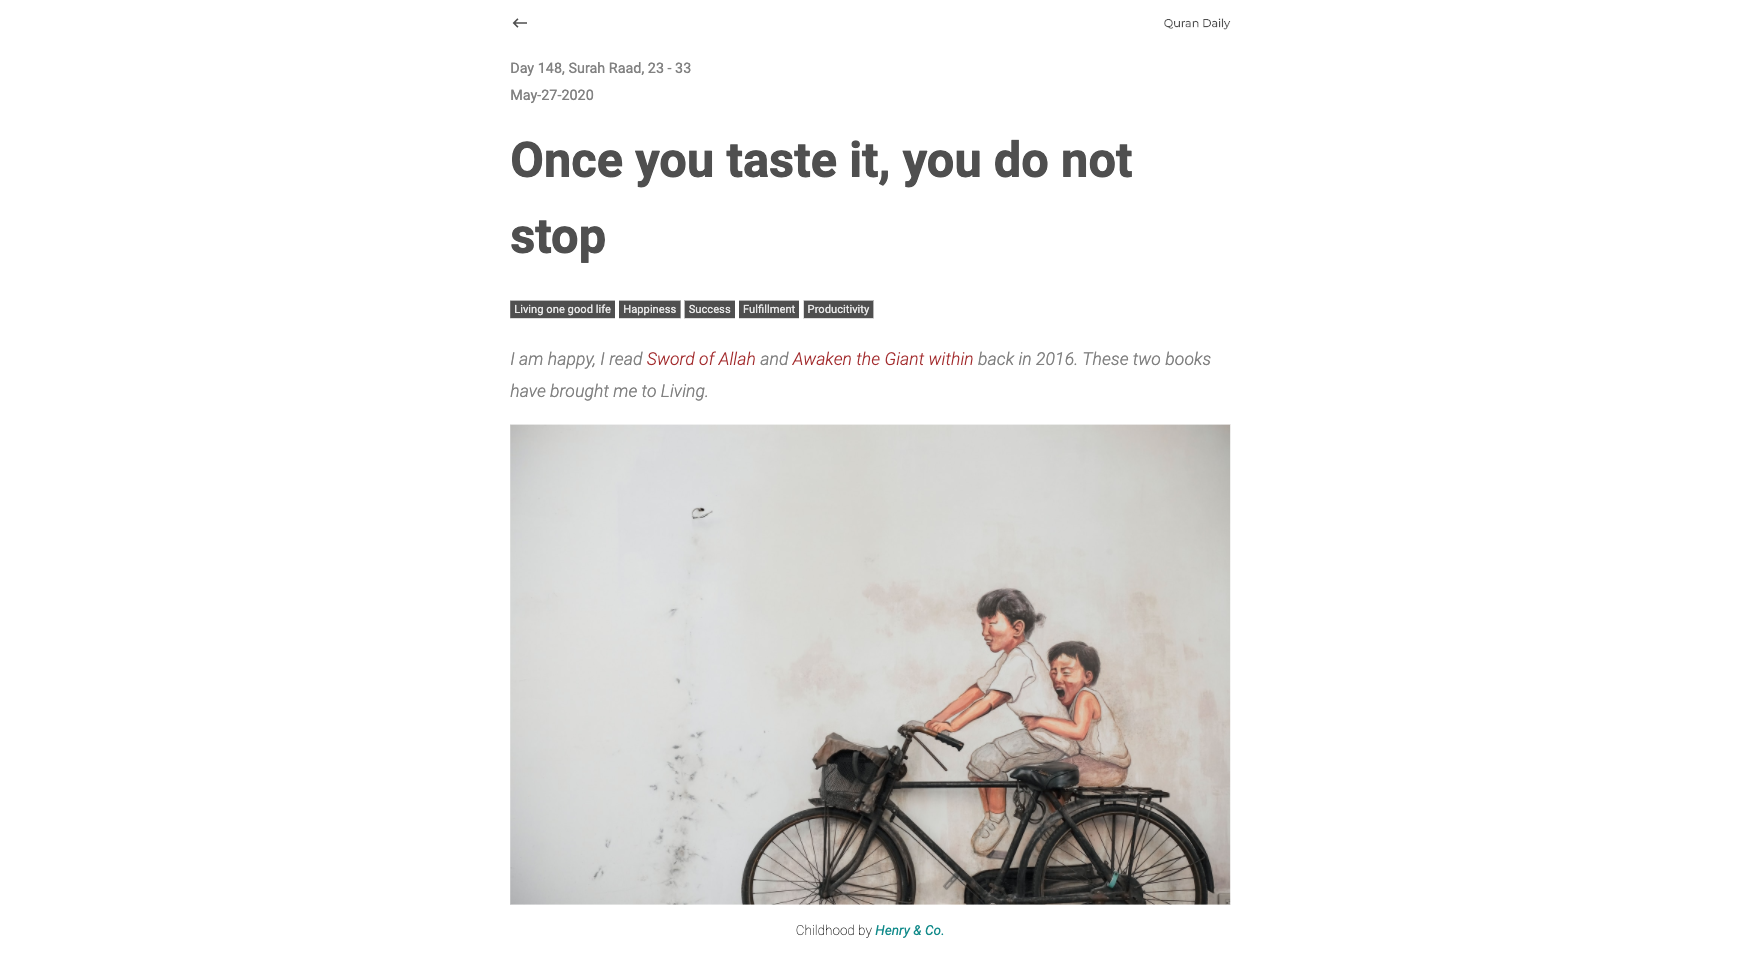 Quran Daily
Day 148, Surah Raad, 23 - 33
May-27-2020
Once you taste it, you do not
stop
Living one good life Happiness Success Fulfillment Producitivity
I am happy, I read Sword of Allah and Awaken the Giant within back in 2016. These two books
have brought me to Living.
Childhood by Henry & Co.